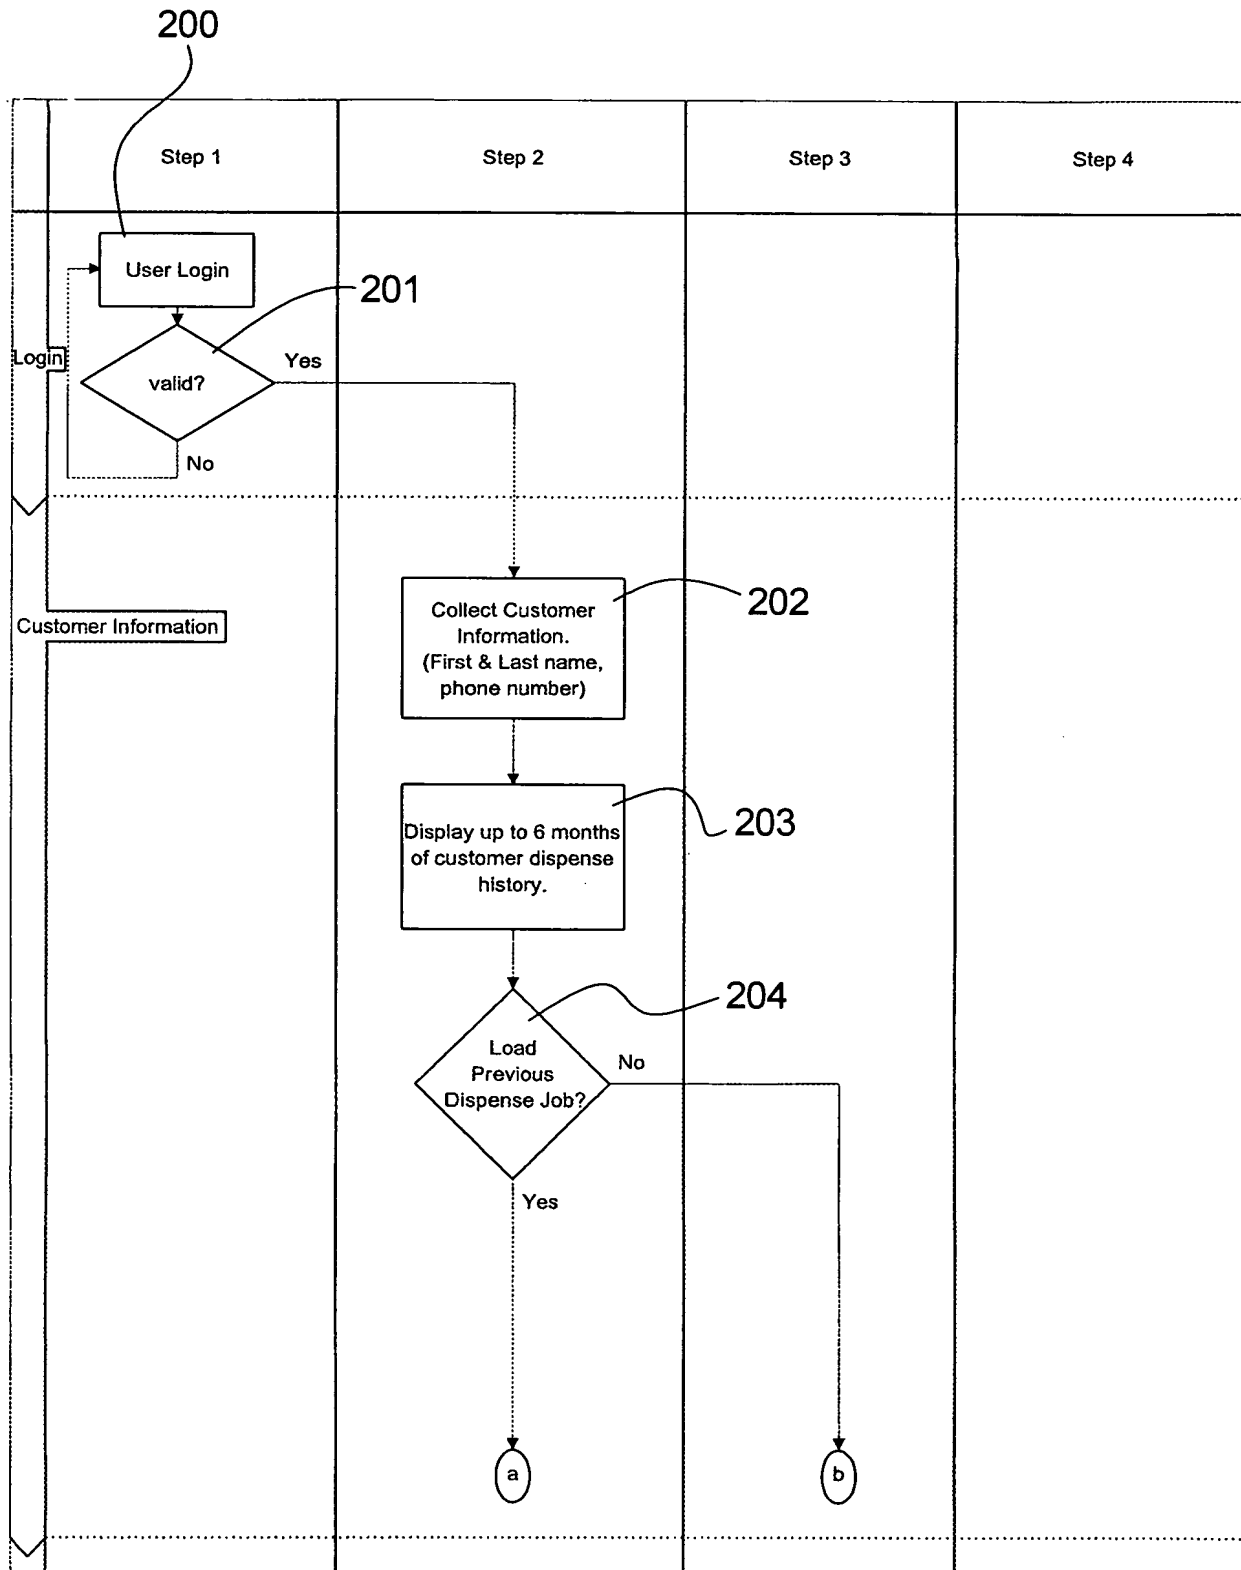 200
Step 1
Step 2
Step 3
Step 4
User Login
201
Login
Yes
valid?
No
Collect Customer
Information.
(First & Last name,
phone number)
202
Customer Information
Display up to 6 months
of customer dispense
history.
203
204
Load
Previous
Dispense Job?
No
Yes
a
b